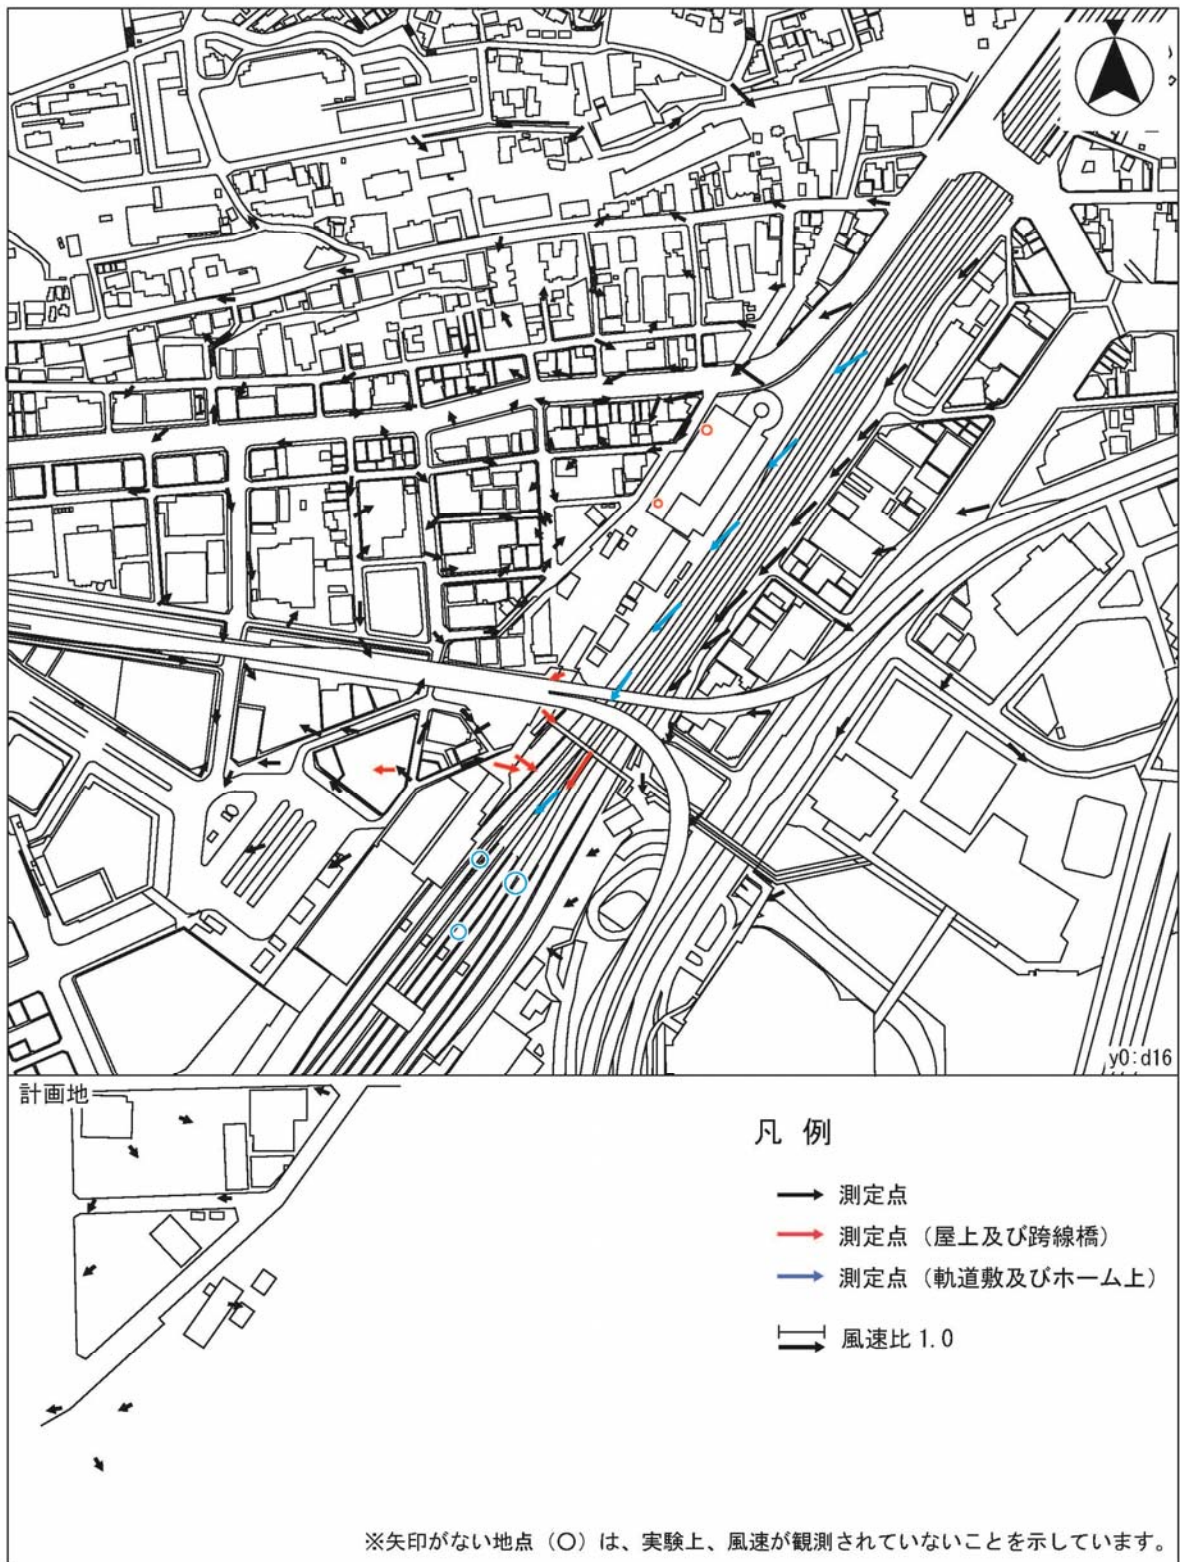 y0:d16
計画地
凡 例
測定点
測定点（屋上及び跨線橋）
測定点（軌道敷及びホーム上）
風速比 1.0
※矢印がない地点（○）は、実験上、風速が観測されていないことを示しています。